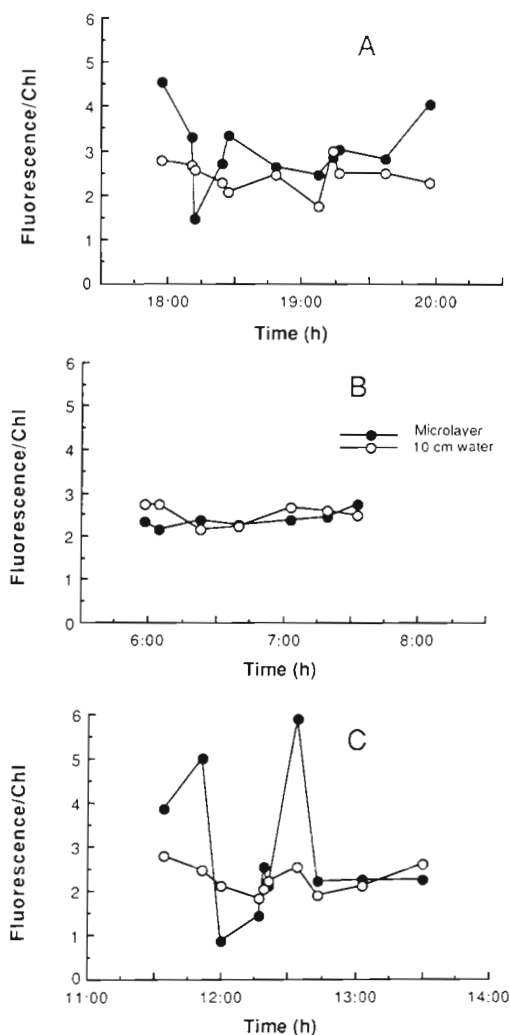 A
6
5
4
3
2
1
0
Fluorescence/Chl
18:00 19:00 20:00
Time (h)
B
6
5
4
3
2
1
0
Fluorescence/Chl
Microlayer
10 cm water
6:00 7:00 8:00
Time (h)
C
6
5
4
3
2
1
0
Fluorescence/Chl
11:00 12:00 13:00 14:00
Time (h)